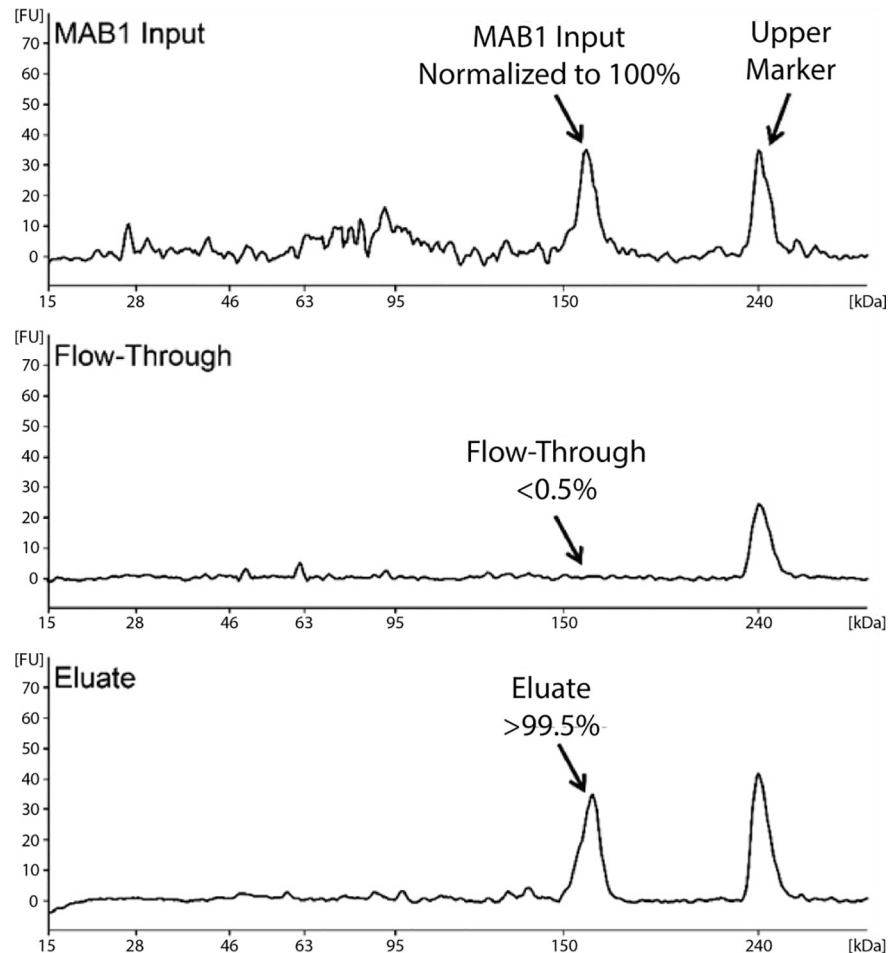 [FU]
MAB1 Input
MAB1 Input
Normalized to 100%
Upper
Marker
70
60
50
40
30
20
10
0
15 28 46 63 95 150 240 [kDa]
[FU]
Flow-Through
Flow-Through
<0.5%
70
60
50
40
30
20
10
0
15 28 46 63 95 150 240 [kDa]
[FU]
Eluate
Eluate
>99.5%
70
60
50
40
30
20
10
0
15 28 46 63 95 150 240 [kDa]